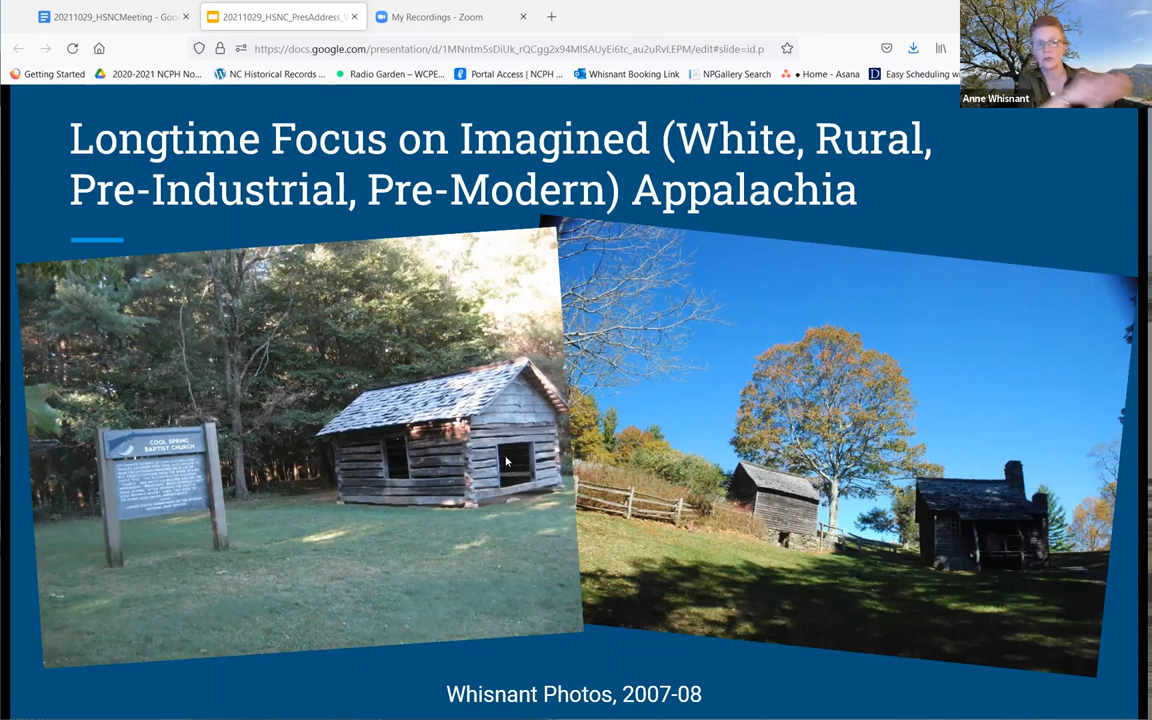 20211029_HSNCMeeting - Goo
20211029_HSNC_PresAddress_
My Recordings - Zoom
https://docs.google.com/presentation/d/1MNntm5sDiUk_rQCgg2x94MlSAUyEi6tc_au2uRvLEPM/edit#slide=id.p
Getting Started
2020-2021 NCPH No...
NC Historical Records ...
Radio Garden – WCPE...
Portal Access | NCPH ...
Whisnant Booking Link
NPGallery Search
• Home - Asana
Easy Scheduling w
Anne Whisnant
Longtime Focus on Imagined (White, Rural,
Pre-Industrial, Pre-Modern) Appalachia
COOL SPRING
BAPTIST CHURCH
Whisnant Photos, 2007-08